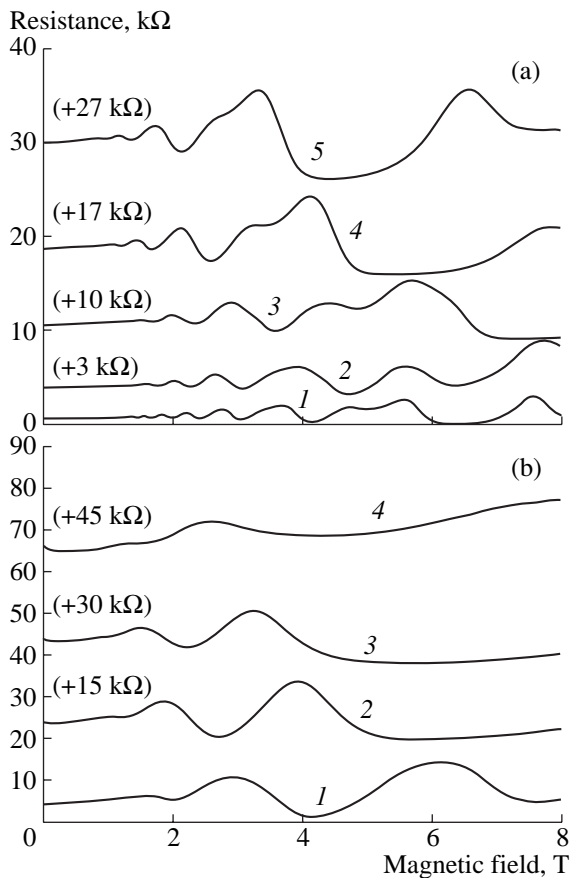 Resistance, kΩ
40
(a)
(+27 kΩ)
30
5
(+17 kΩ)
4
20
(+10 kΩ)
3
10
(+3 kΩ)
2
1
0
90
(b)
80
(+45 kΩ)
4
70
60
(+30 kΩ)
50
3
40
(+15 kΩ)
30
2
20
10
1
0 2 4 6 8
Magnetic field, T